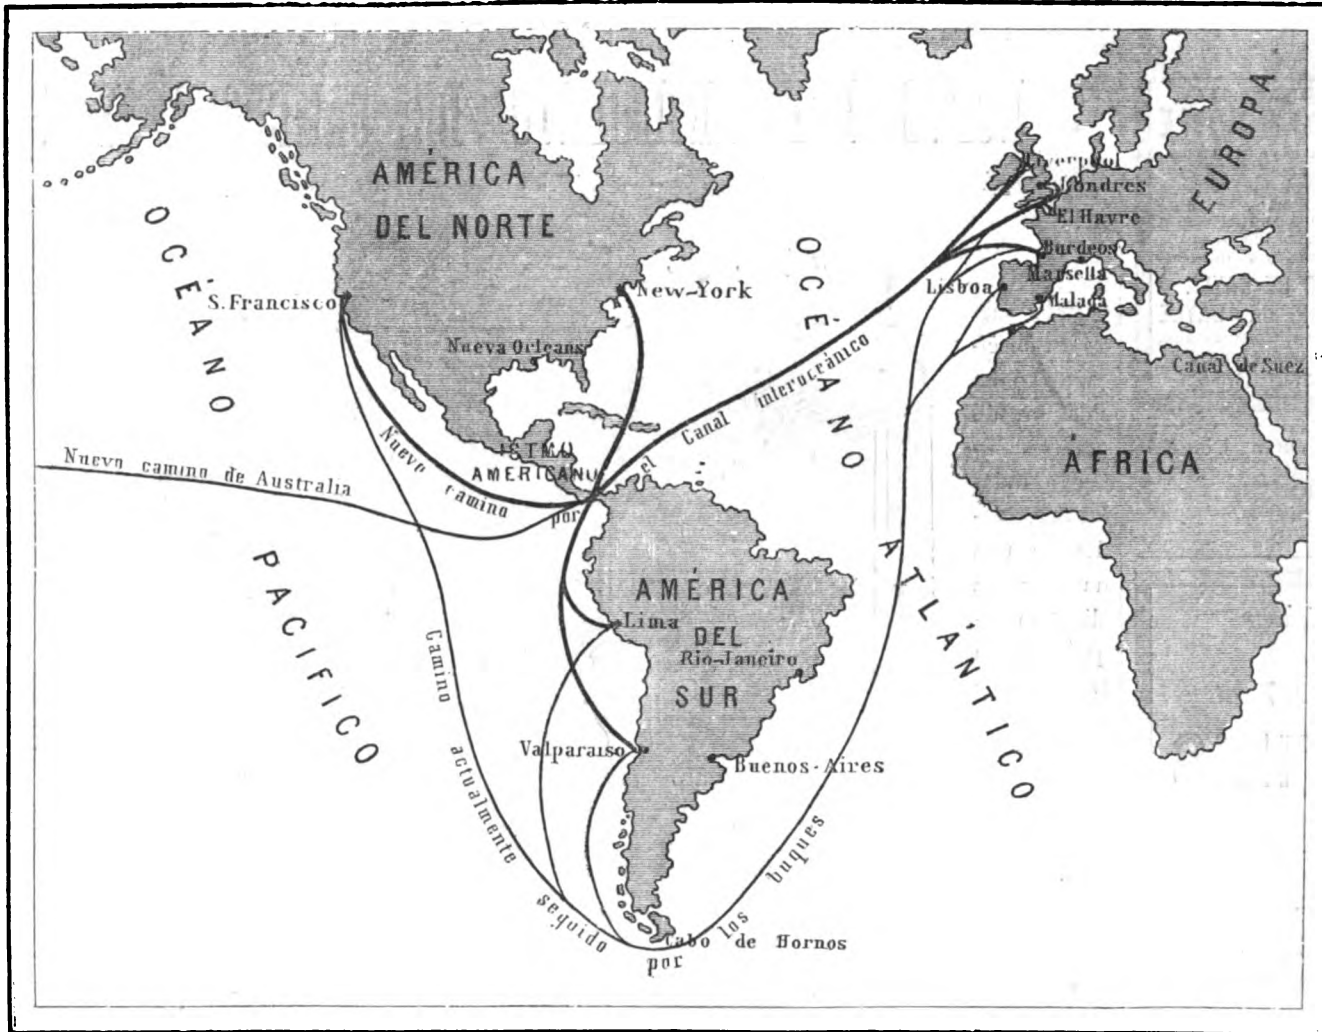 AMÉRICA
DEL NORTE
EUROPA
OCÉANO PACIFICO
OCÉANO ATLÁNTICO
Liverpool
Londres
El Havre
Burdeos
Marsella
Lisboa
Malaga
S. Francisco
New-York
Nueva Orleans
Canal de Suez
ISTMO
AMERICANO
ÁFRICA
Nuevo camino de Australia
Nuevo camino por el Canal interoceánico
AMÉRICA
DEL
SUR
Lima
Rio-Janeiro
Valparaiso
Buenos-Aires
Camino actualmente seguido por los buques
Cabo de Hornos